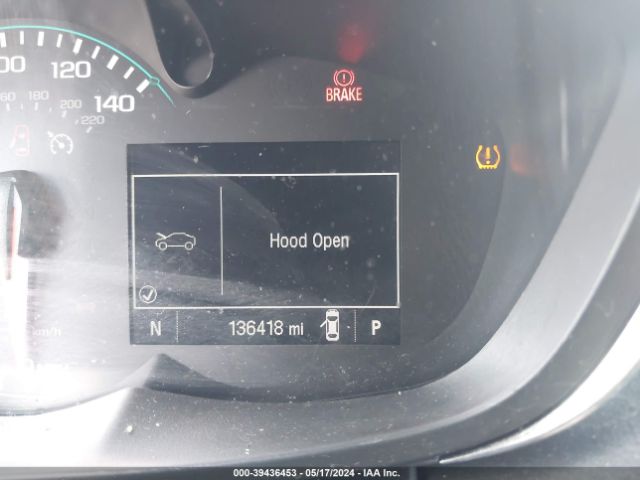 00 120
140
60 180 200 220
BRAKE
Hood Open
km/h
N 136418 mi P
000-39436453 - 05/17/2024 - IAA Inc.